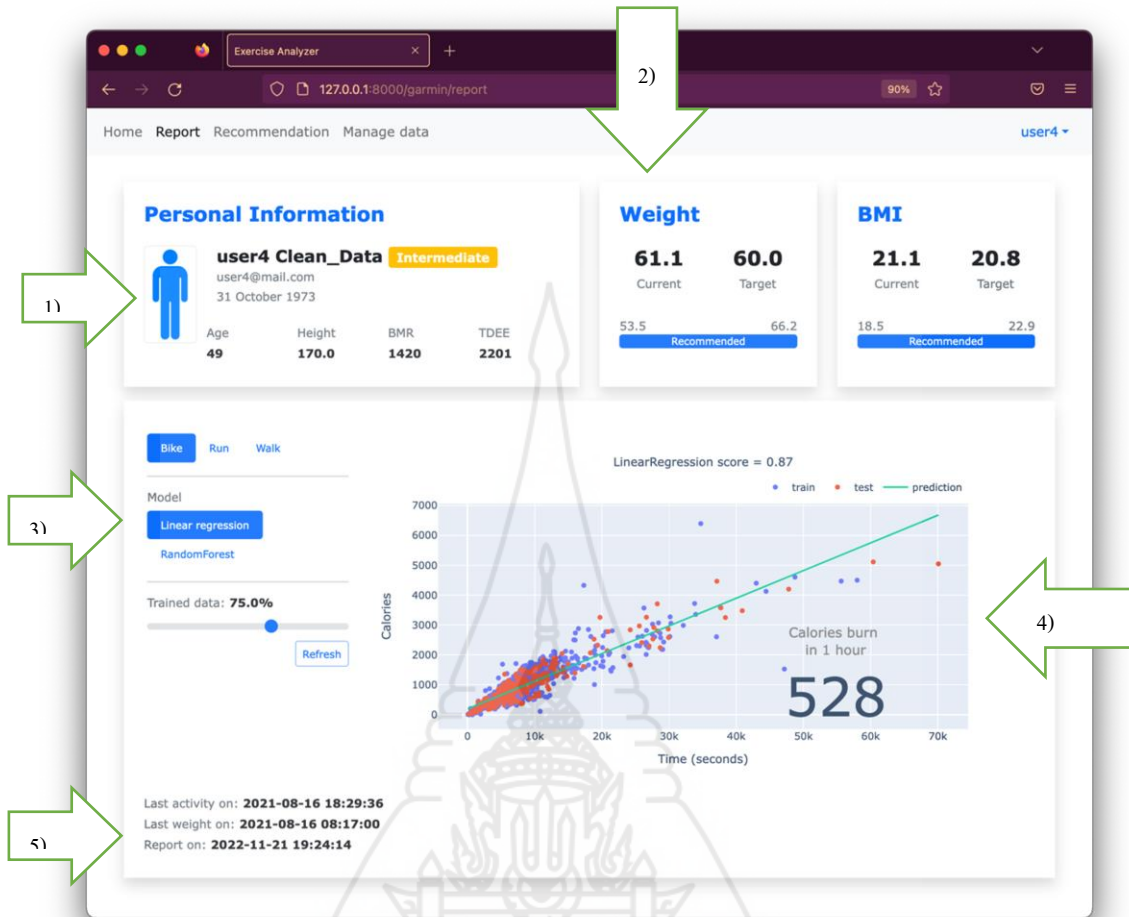 Exercise Analyzer
2)
127.0.0.1:8000/garmin/report
90%
Home Report Recommendation Manage data
user4
Personal Information
user4 Clean_Data Intermediate
user4@mail.com
31 October 1973
Age Height BMR TDEE
49 170.0 1420 2201
1)
Weight
61.1 60.0
Current Target
53.5 66.2
Recommended
BMI
21.1 20.8
Current Target
18.5 22.9
Recommended
Bike Run Walk
Model
Linear regression
RandomForest
3)
Trained data: 75.0%
Refresh
LinearRegression score = 0.87
train test prediction
7000
6000
5000
4000
3000
2000
1000
0
Calories
0 10k 20k 30k 40k 50k 60k 70k
Time (seconds)
Calories burn
in 1 hour
528
4)
Last activity on: 2021-08-16 18:29:36
Last weight on: 2021-08-16 08:17:00
Report on: 2022-11-21 19:24:14
5)